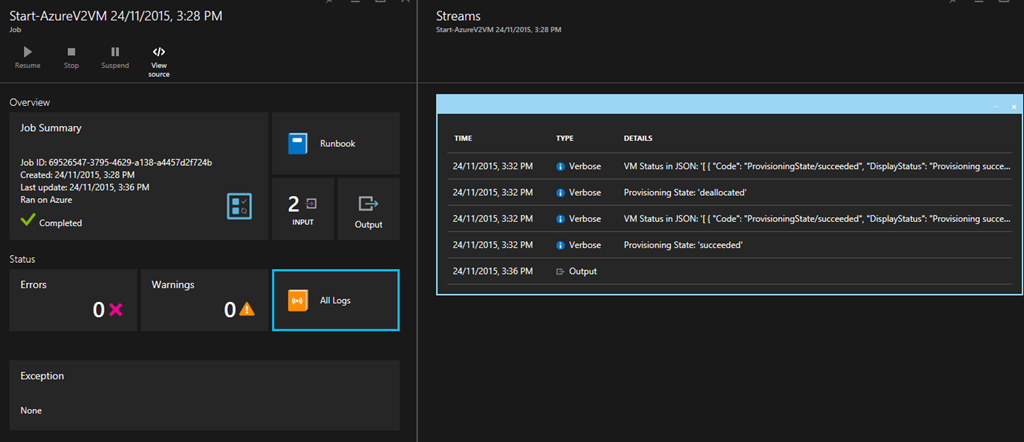 Start-AzureV2VM 24/11/2015, 3:28 PM
Job
Resume
Stop
Suspend
View source
Overview
Job Summary
Job ID: 69526547-3795-4629-a138-a4457d2f724b
Created: 24/11/2015, 3:28 PM
Last update: 24/11/2015, 3:36 PM
Ran on Azure
Completed
Runbook
2
INPUT
Output
Status
Errors
0
Warnings
0
All Logs
Exception
None
Streams
Start-AzureV2VM 24/11/2015, 3:28 PM
TIME TYPE DETAILS
24/11/2015, 3:32 PM Verbose VM Status in JSON: '[ { "Code": "ProvisioningState/succeeded", "DisplayStatus": "Provisioning succe...
24/11/2015, 3:32 PM Verbose Provisioning State: 'deallocated'
24/11/2015, 3:32 PM Verbose VM Status in JSON: '[ { "Code": "ProvisioningState/succeeded", "DisplayStatus": "Provisioning succe...
24/11/2015, 3:32 PM Verbose Provisioning State: 'succeeded'
24/11/2015, 3:36 PM Output